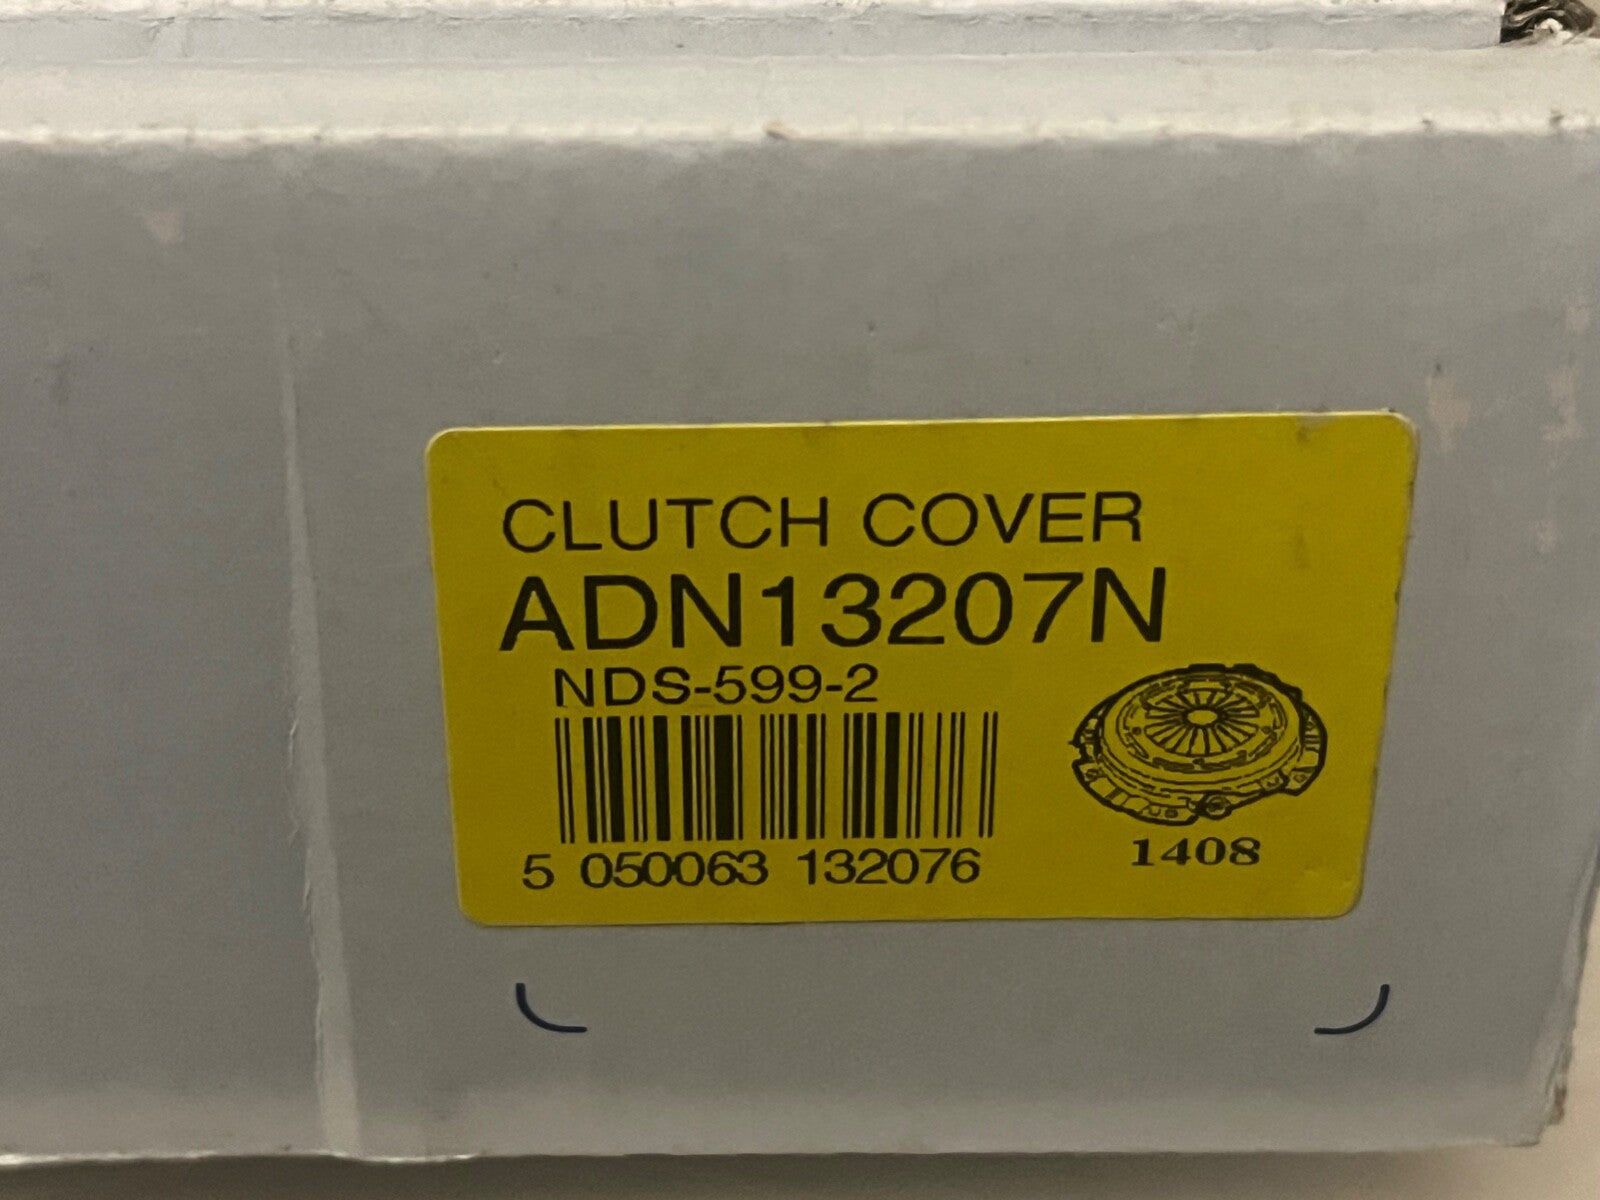 CLUTCH COVER
ADN13207N
NDS-599-2
5 050063 132076
1408